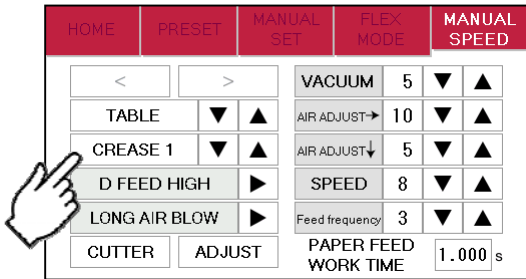 HOME PRESET MANUAL SET FLEX MODE MANUAL SPEED
< >
TABLE ▼ ▲
CREASE 1 ▼ ▲
D FEED HIGH ▶
LONG AIR BLOW ▶
CUTTER ADJUST
VACUUM 5 ▼ ▲
AIR ADJUST→ 10 ▼ ▲
AIR ADJUST↓ 5 ▼ ▲
SPEED 8 ▼ ▲
Feed frequency 3 ▼ ▲
PAPER FEED
WORK TIME 1.000 s